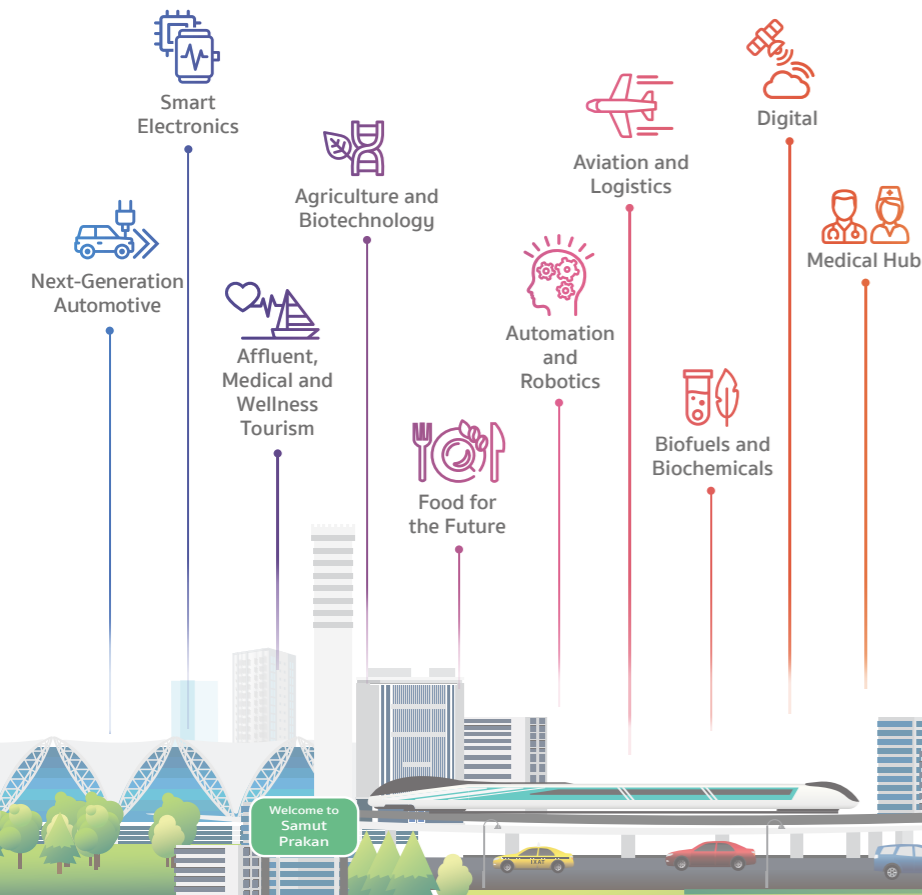 Smart
Electronics
Digital
Agriculture and
Biotechnology
Aviation and
Logistics
Next-Generation
Automotive
Medical Hub
Affluent,
Medical and
Wellness
Tourism
Automation
and
Robotics
Food for
the Future
Biofuels and
Biochemicals
Welcome to
Samut
Prakan
TAXI